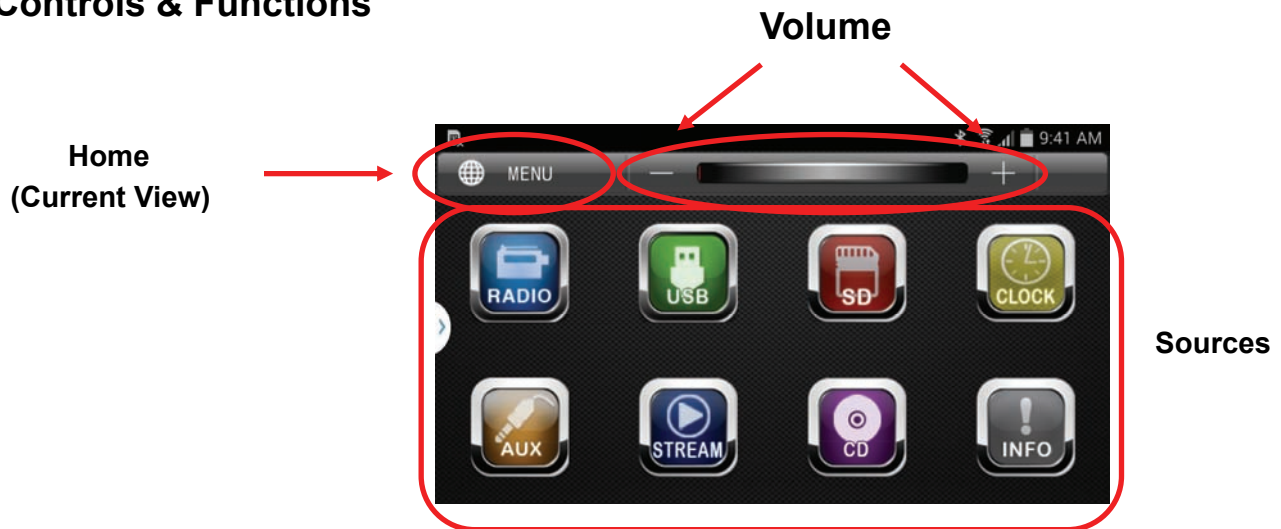 Controls & Functions
Volume
Home
(Current View)
9:41 AM
MENU
RADIO
USB
SD
CLOCK
Sources
AUX
STREAM
CD
INFO